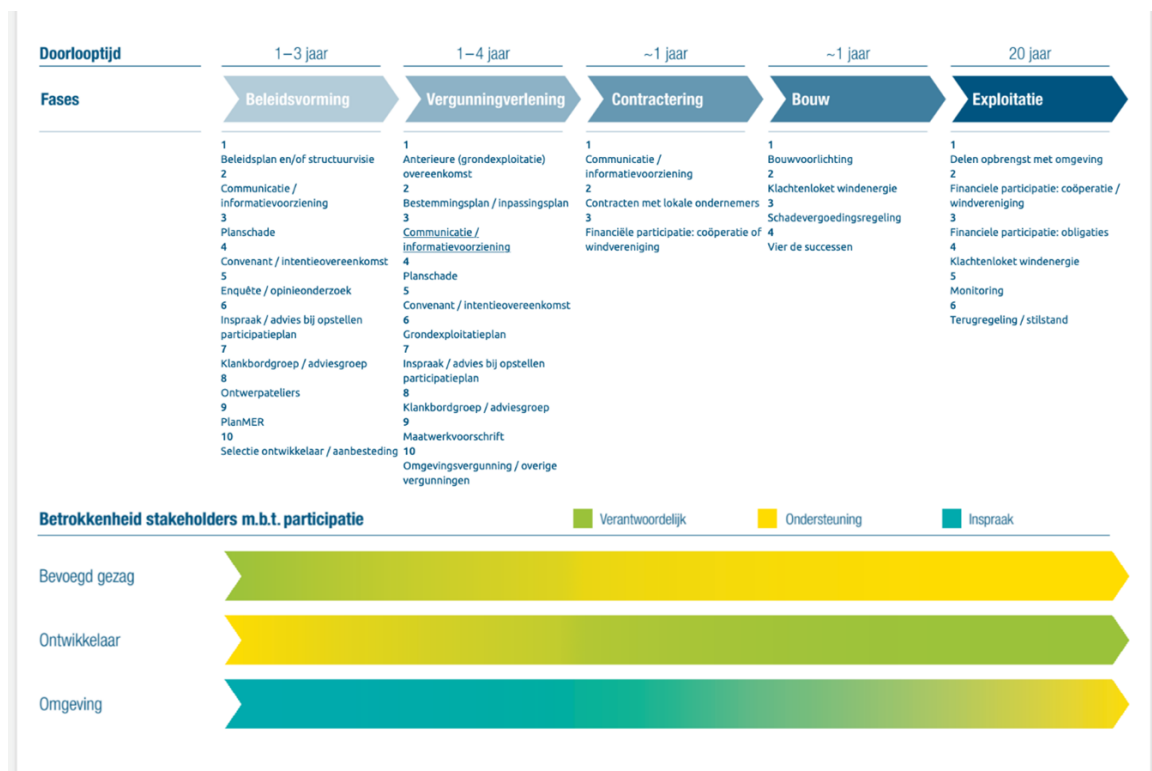 Doorlooptijd
1–3 jaar
1–4 jaar
~1 jaar
~1 jaar
20 jaar
Fases
Beleidsvorming
Vergunningverlening
Contractering
Bouw
Exploitatie
1
Beleidsplan en/of structuurvisie
2
Communicatie /
informatievoorziening
3
Planschade
4
Convenant / intentieovereenkomst
5
Enquête / opinieonderzoek
6
Inspraak / advies bij opstellen
participatieplan
7
Klankbordgroep / adviesgroep
8
Ontwerpateliers
9
PlanMER
10
Selectie ontwikkelaar / aanbesteding
1
Anterieure (grondexploitatie)
overeenkomst
2
Bestemmingsplan / inpassingsplan
3
Communicatie /
informatievoorziening
4
Planschade
5
Convenant / intentieovereenkomst
6
Grondexploitatieplan
7
Inspraak / advies bij opstellen
participatieplan
8
Klankbordgroep / adviesgroep
9
Maatwerkvoorschrift
10
Omgevingsvergunning / overige
vergunningen
1
Communicatie /
informatievoorziening
2
Contracten met lokale ondernemers
3
Financiële participatie: coöperatie of
windvereniging
1
Bouwvoorlichting
2
Klachtenloket windenergie
3
Schadevergoedingsregeling
4
Vier de successen
1
Delen opbrengst met omgeving
2
Financiele participatie: coöperatie /
windvereniging
3
Financiele participatie: obligaties
4
Klachtenloket windenergie
5
Monitoring
6
Terugregeling / stilstand
Betrokkenheid stakeholders m.b.t. participatie
Verantwoordelijk
Ondersteuning
Inspraak
Bevoegd gezag
Ontwikkelaar
Omgeving